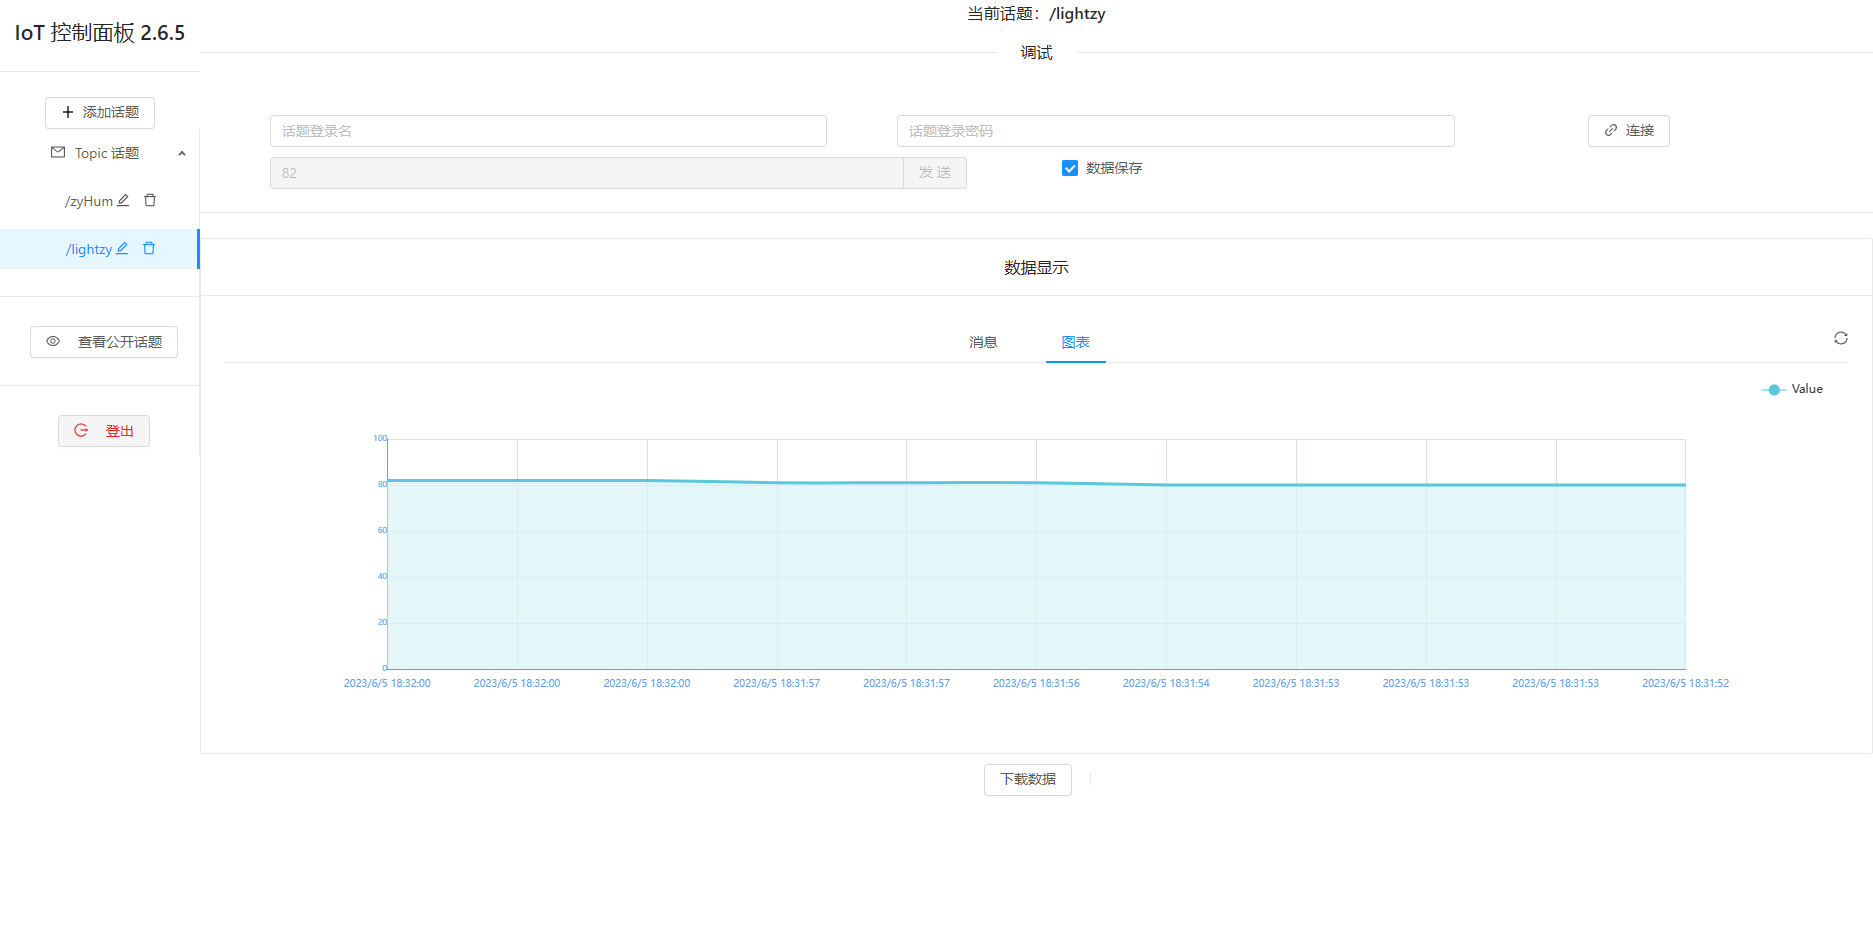 IoT 控制面板 2.6.5
添加话题
Topic 话题
/zyHum
/lightzy
查看公开话题
登出
当前话题：/lightzy
调试
话题登录名
话题登录密码
连接
82
发 送
数据保存
数据显示
消息
图表
Value
100
80
60
40
20
0
2023/6/5 18:32:00 2023/6/5 18:32:00 2023/6/5 18:32:00 2023/6/5 18:31:57 2023/6/5 18:31:57 2023/6/5 18:31:56 2023/6/5 18:31:54 2023/6/5 18:31:53 2023/6/5 18:31:53 2023/6/5 18:31:53 2023/6/5 18:31:52
下载数据